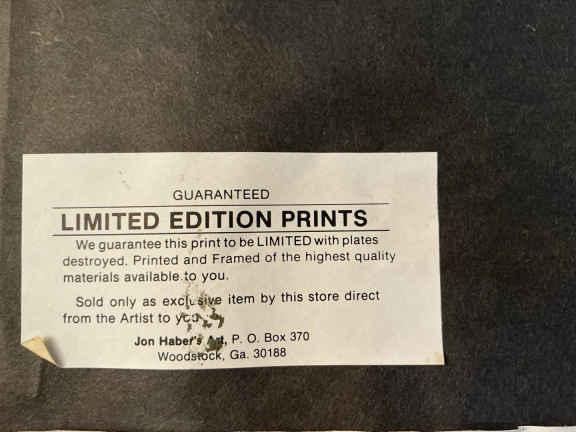 GUARANTEED
LIMITED EDITION PRINTS
We guarantee this print to be LIMITED with plates
destroyed. Printed and Framed of the highest quality
materials available to you.
Sold only as exclusive item by this store direct
from the Artist to you.
Jon Haber's Art, P. O. Box 370
Woodstock, Ga. 30188